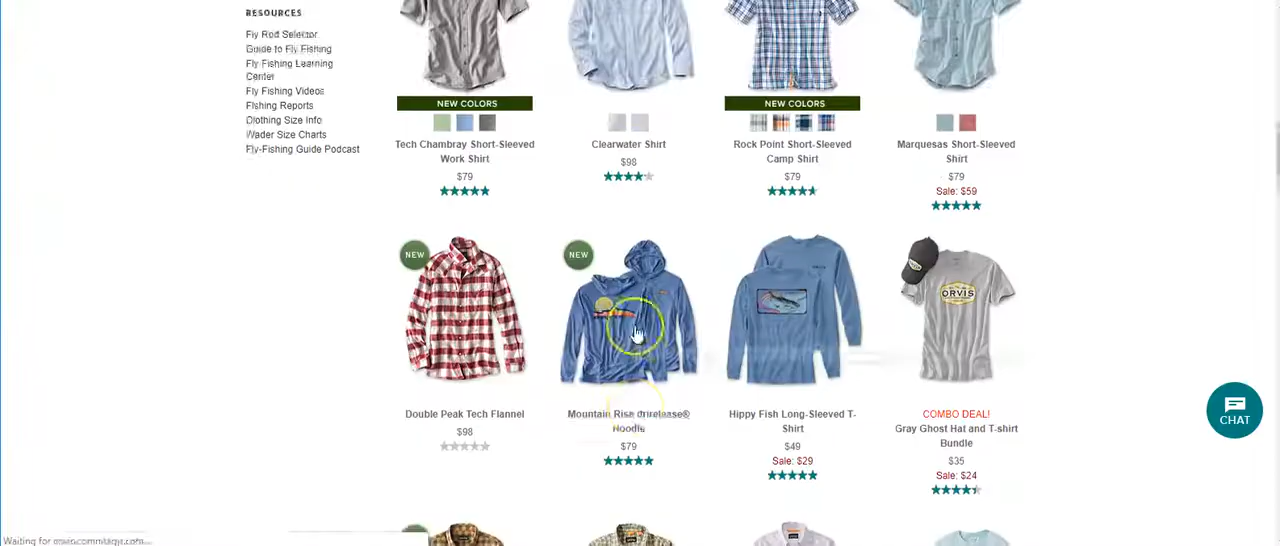 RESOURCES
Fly Rod Selector
Guide to Fly Fishing
Fly Fishing Learning
Center
Fly Fishing Videos
Fishing Reports
Clothing Size Info
Wader Size Charts
Fly-Fishing Guide Podcast
NEW COLORS
NEW COLORS
Tech Chambray Short-Sleeved
Work Shirt
$79
Clearwater Shirt
$98
Rock Point Short-Sleeved
Camp Shirt
$79
Marquesas Short-Sleeved
Shirt
$79
Sale: $59
NEW
NEW
ORVIS
Double Peak Tech Flannel
$98
Mountain Rise
$79
Hippy Fish Long-Sleeved T-
Shirt
$49
Sale: $29
COMBO DEAL!
Gray Ghost Hat and T-shirt
Bundle
$35
Sale: $24
CHAT
Waiting for